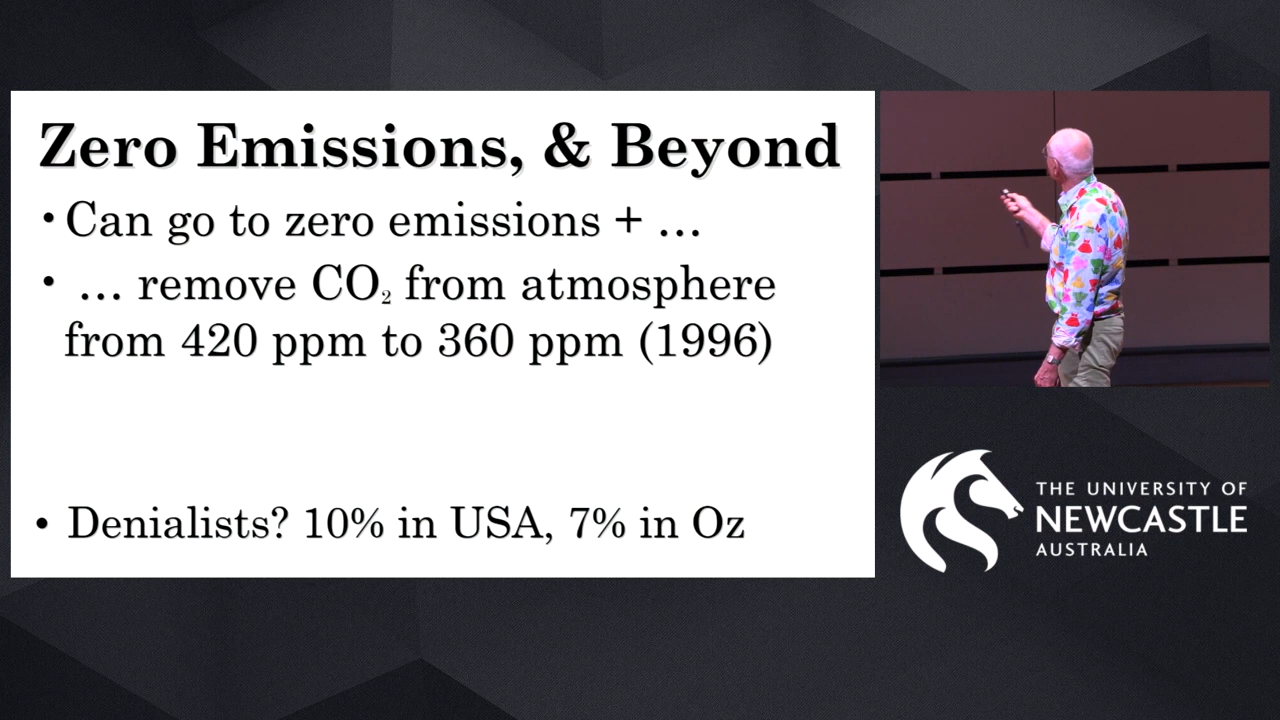 Zero Emissions, & Beyond
• Can go to zero emissions + …
• … remove CO₂ from atmosphere
from 420 ppm to 360 ppm (1996)
• Denialists? 10% in USA, 7% in Oz
THE UNIVERSITY OF
NEWCASTLE
AUSTRALIA